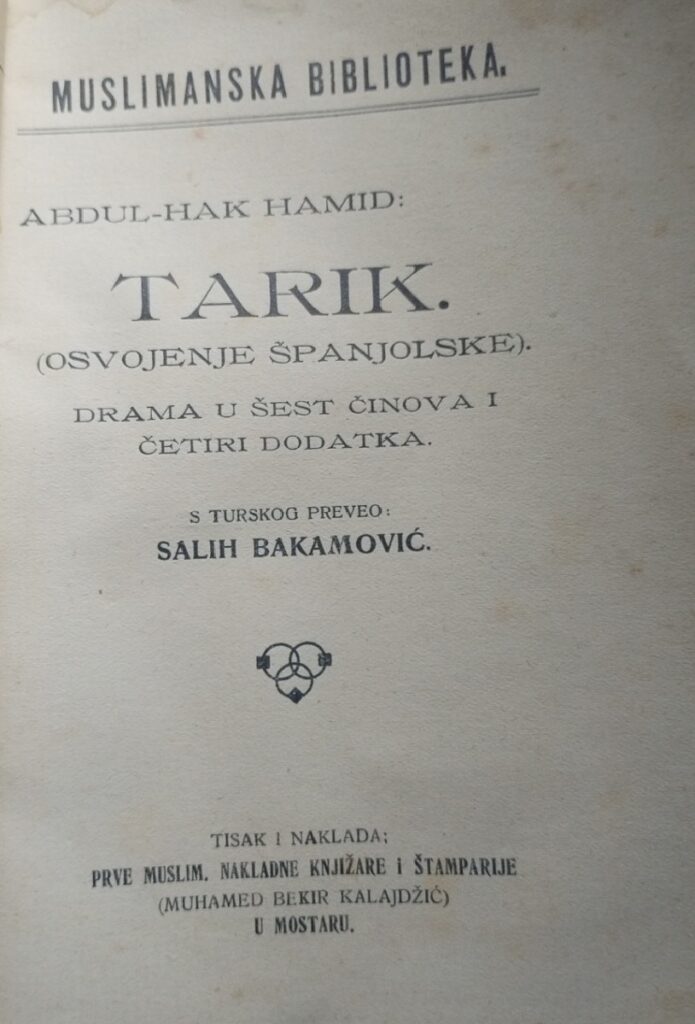 MUSLIMANSKA BIBLIOTEKA.
ABDUL-HAK HAMID:
TARIK.
(OSVOJENJE ŠPANJOLSKE).
DRAMA U ŠEST ČINOVA I
ČETIRI DODATKA.
S TURSKOG PREVEO:
SALIH BAKAMOVIĆ.
TISAK I NAKLADA;
PRVE MUSLIM. NAKLADNE KNJIŽARE i ŠTAMPARIJE
(MUHAMED BEKIR KALAJDŽIĆ)
U MOSTARU.